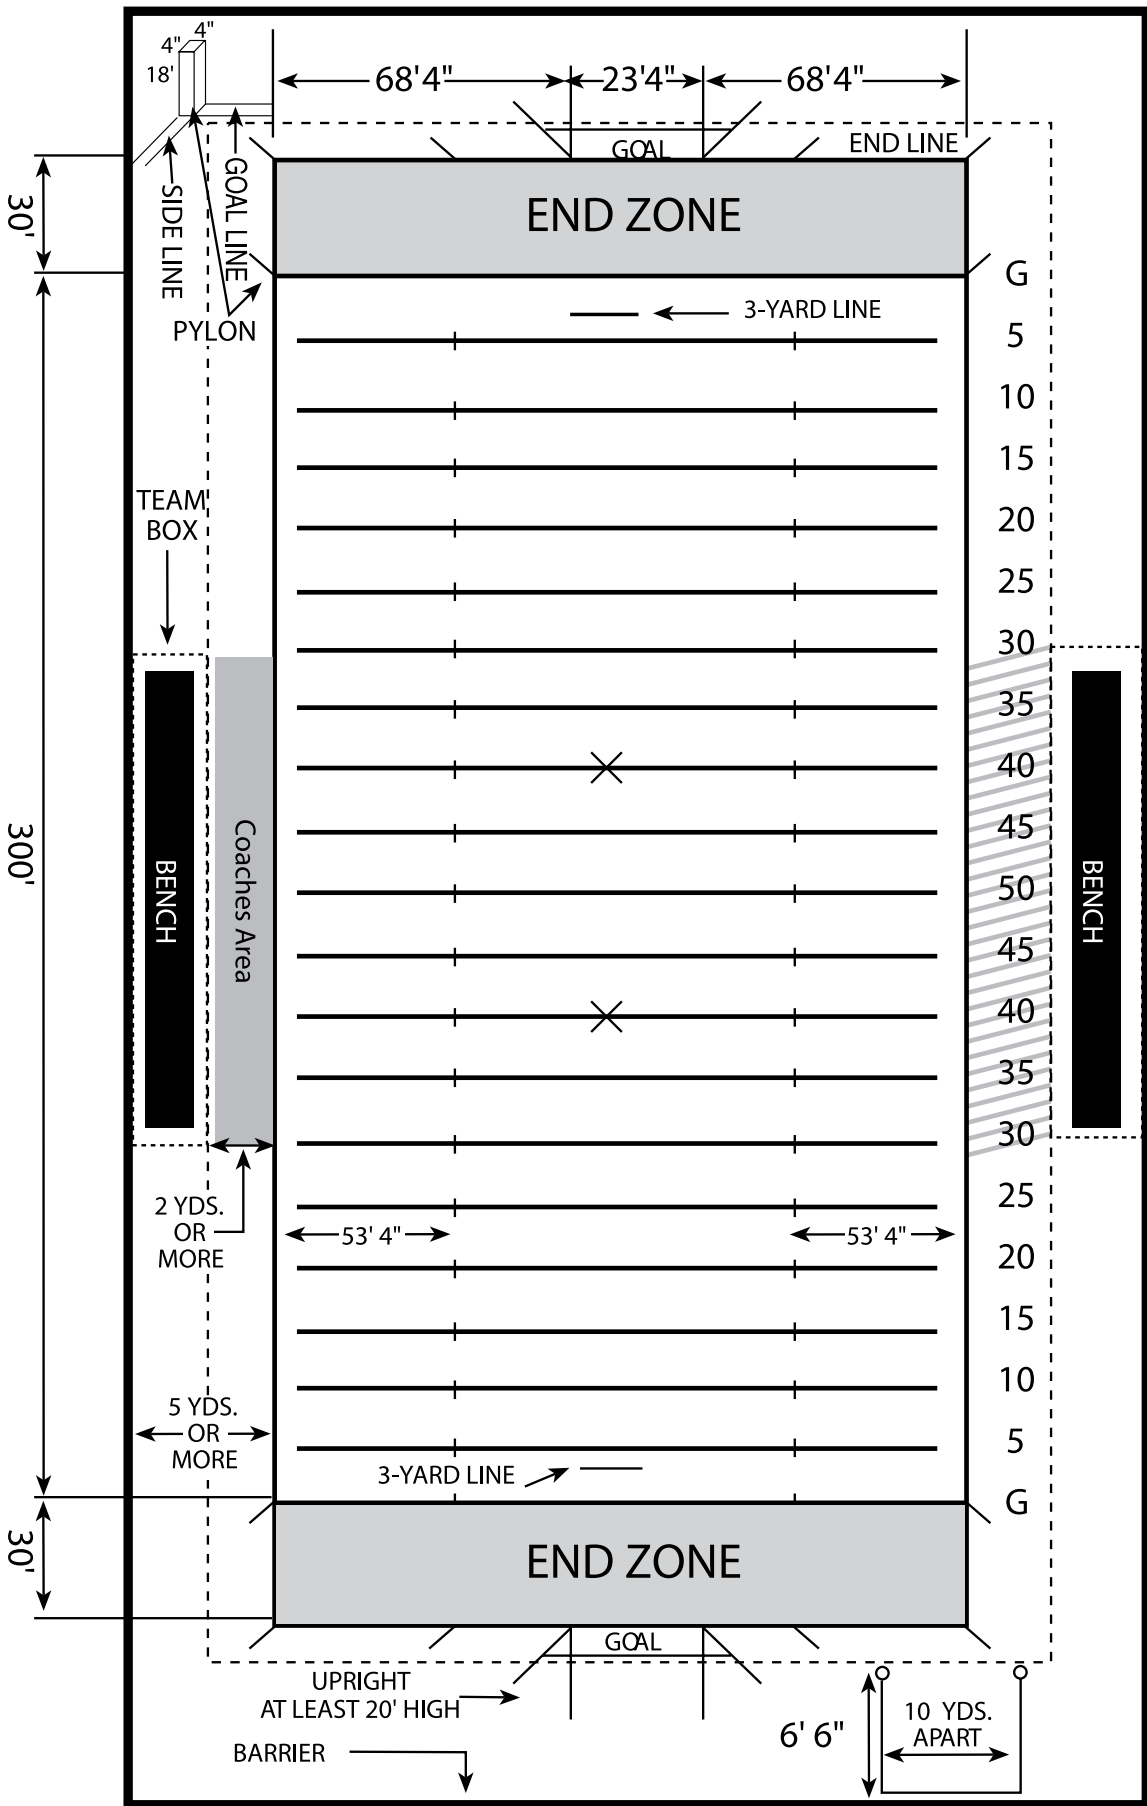 4"
4"
18'
68'4"
23'4"
68'4"
GOAL
END LINE
30'
SIDE LINE
GOAL LINE
PYLON
END ZONE
G
3-YARD LINE
5
10
15
TEAM
BOX
20
25
30
35
40
45
50
45
40
35
30
25
20
15
10
5
G
300'
BENCH
Coaches Area
BENCH
2 YDS.
OR
MORE
53' 4"
53' 4"
5 YDS.
OR
MORE
3-YARD LINE
30'
END ZONE
GOAL
UPRIGHT
AT LEAST 20' HIGH
BARRIER
6' 6"
10 YDS.
APART